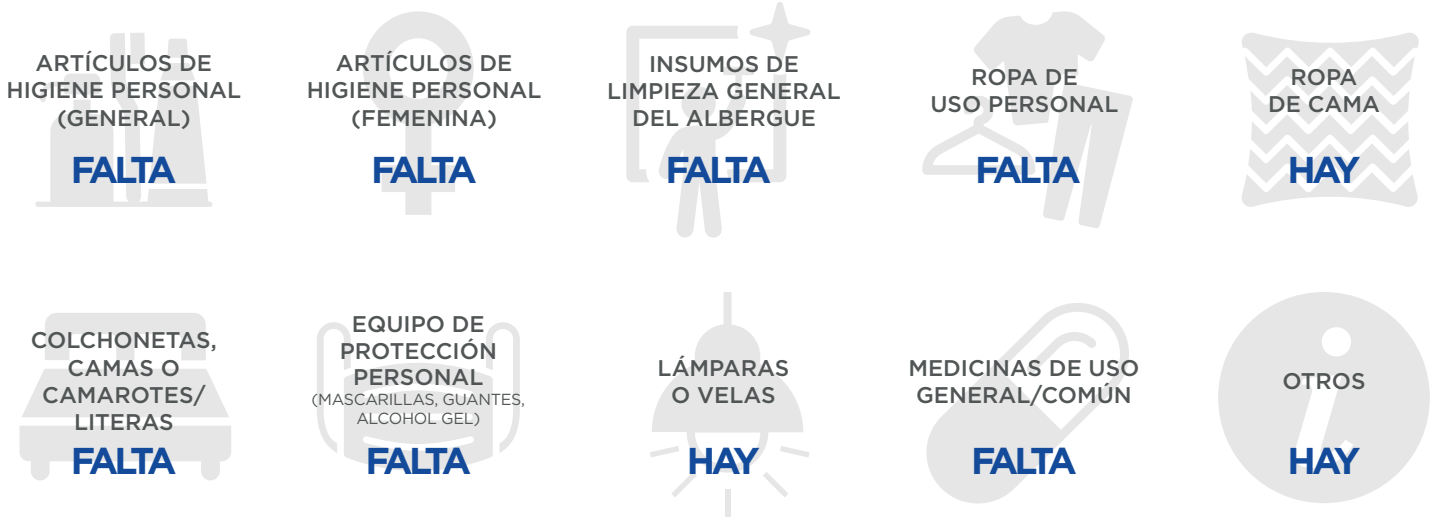 ARTÍCULOS DE
HIGIENE PERSONAL
(GENERAL)
FALTA
ARTÍCULOS DE
HIGIENE PERSONAL
(FEMENINA)
FALTA
INSUMOS DE
LIMPIEZA GENERAL
DEL ALBERGUE
FALTA
ROPA DE
USO PERSONAL
FALTA
ROPA
DE CAMA
HAY
COLCHONETAS,
CAMAS O
CAMAROTES/
LITERAS
FALTA
EQUIPO DE
PROTECCIÓN
PERSONAL
(MASCARILLAS, GUANTES,
ALCOHOL GEL)
FALTA
LÁMPARAS
O VELAS
HAY
MEDICINAS DE USO
GENERAL/COMÚN
FALTA
OTROS
HAY